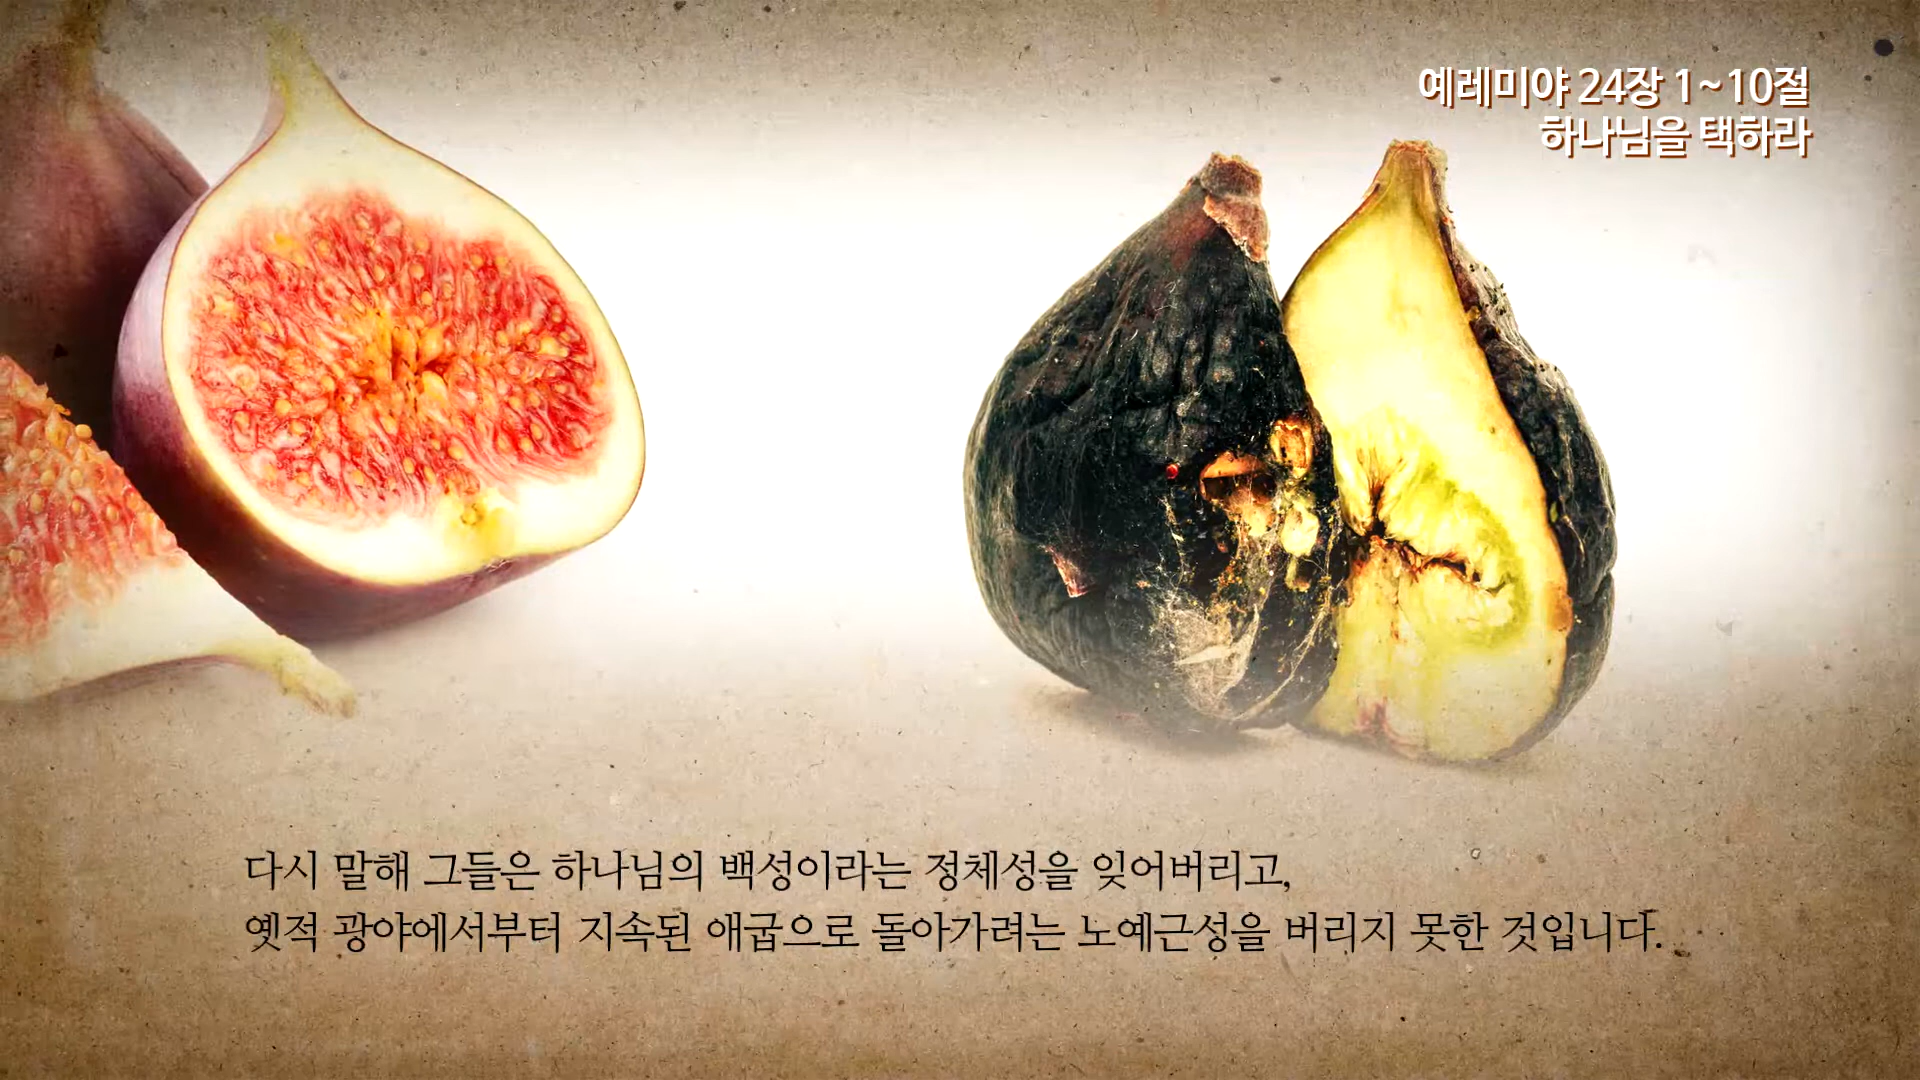 예레미야 24장 1~10절
하나님을 택하라
다시 말해 그들은 하나님의 백성이라는 정체성을 잊어버리고,
옛적 광야에서부터 지속된 애굽으로 돌아가려는 노예근성을 버리지 못한 것입니다.